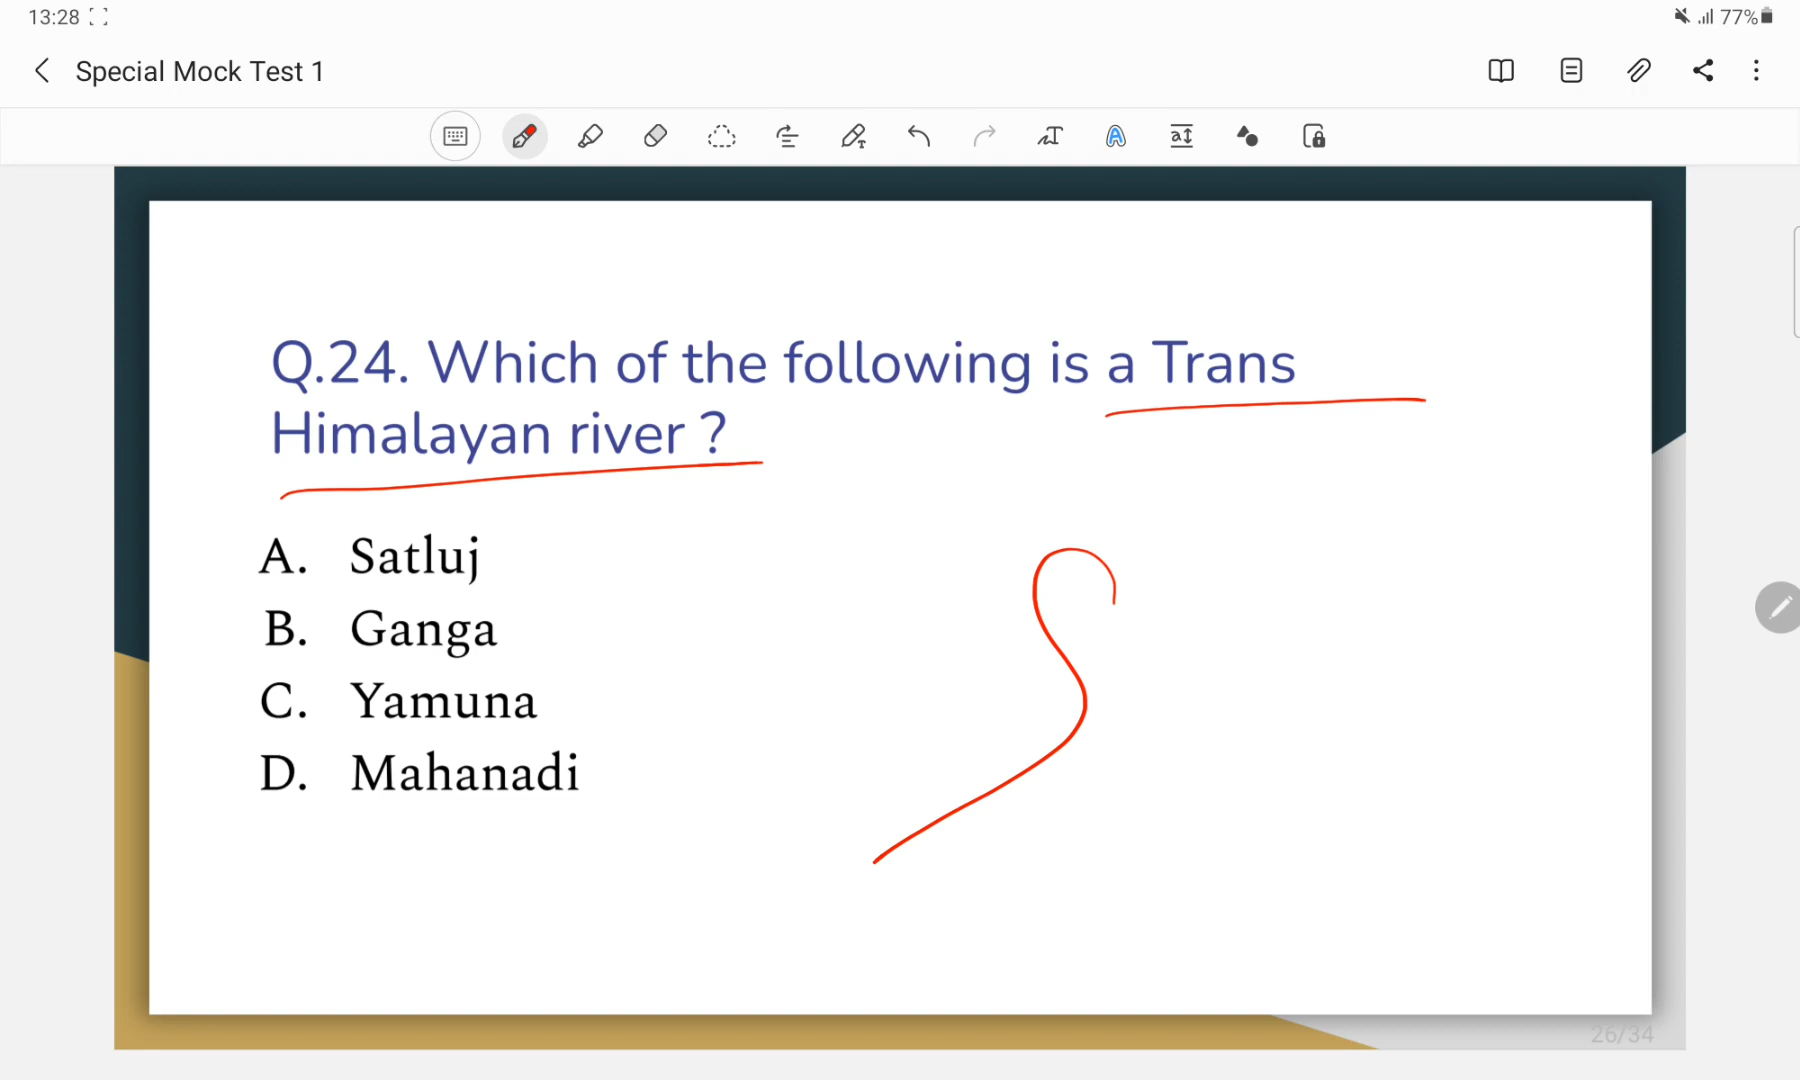 13:28
77%
Special Mock Test 1
Q.24. Which of the following is a Trans
Himalayan river ?
A. Satluj
B. Ganga
C. Yamuna
D. Mahanadi
26/34